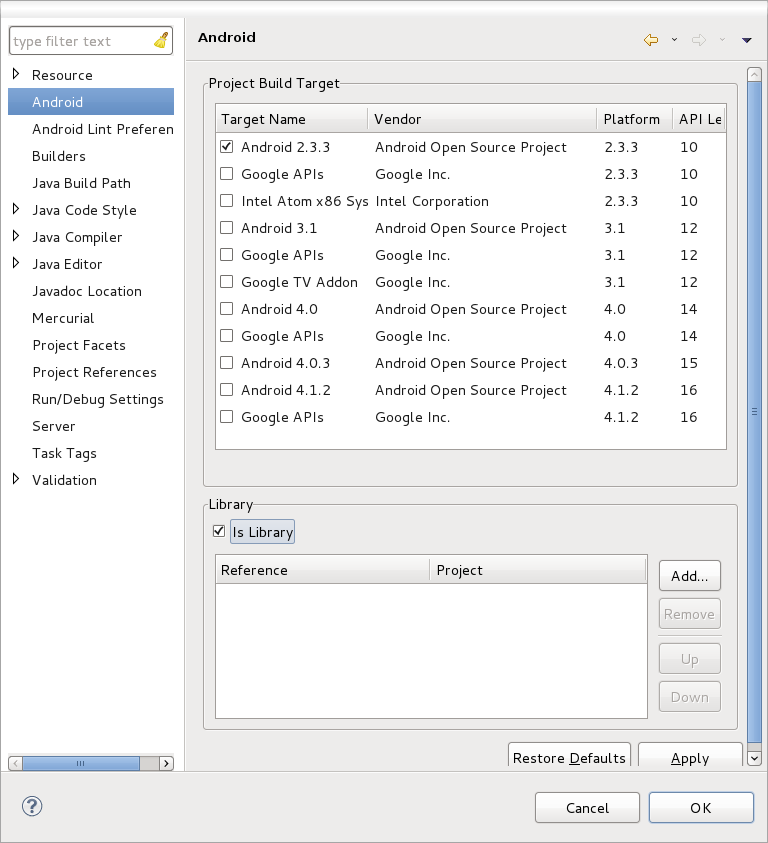 type filter text
Resource
Android
Android Lint Preferen
Builders
Java Build Path
Java Code Style
Java Compiler
Java Editor
Javadoc Location
Mercurial
Project Facets
Project References
Run/Debug Settings
Server
Task Tags
Validation
Android
Project Build Target
Target Name Vendor Platform API Le
Android 2.3.3 Android Open Source Project 2.3.3 10
Google APIs Google Inc. 2.3.3 10
Intel Atom x86 Sys Intel Corporation 2.3.3 10
Android 3.1 Android Open Source Project 3.1 12
Google APIs Google Inc. 3.1 12
Google TV Addon Google Inc. 3.1 12
Android 4.0 Android Open Source Project 4.0 14
Google APIs Google Inc. 4.0 14
Android 4.0.3 Android Open Source Project 4.0.3 15
Android 4.1.2 Android Open Source Project 4.1.2 16
Google APIs Google Inc. 4.1.2 16
Library
Is Library
Reference Project
Add...
Remove
Up
Down
Restore Defaults Apply
? Cancel OK